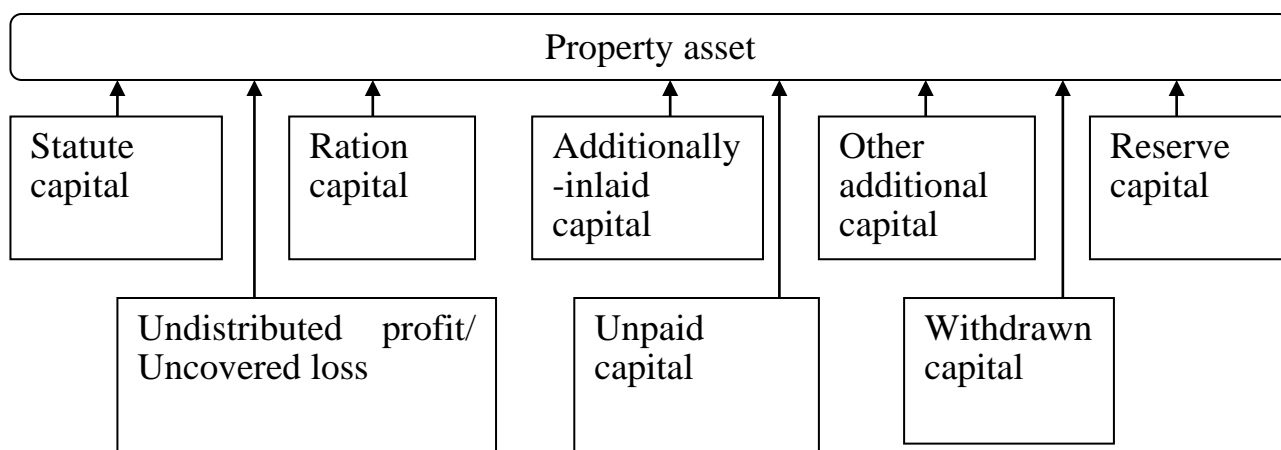 Property asset
Statute
capital
Ration
capital
Additionally
-inlaid
capital
Other
additional
capital
Reserve
capital
Undistributed profit/
Uncovered loss
Unpaid
capital
Withdrawn
capital